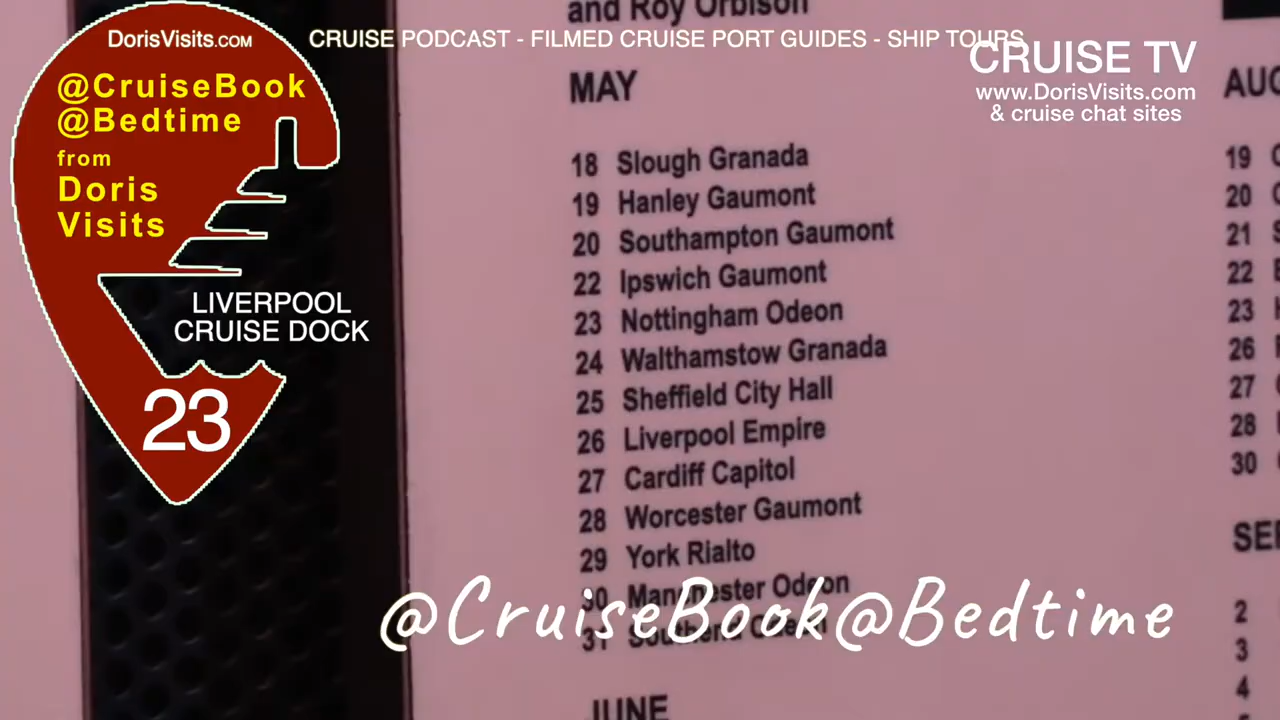 DorisVisits.COM
CRUISE PODCAST - FILMED CRUISE PORT GUIDES - SHIP TOURS
CRUISE TV
www.DorisVisits.com
& cruise chat sites
@CruiseBook
@Bedtime
from
Doris
Visits
LIVERPOOL
CRUISE DOCK
23
and Roy Orbison
MAY
18 Slough Granada
19 Hanley Gaumont
20 Southampton Gaumont
22 Ipswich Gaumont
23 Nottingham Odeon
24 Walthamstow Granada
25 Sheffield City Hall
26 Liverpool Empire
27 Cardiff Capitol
28 Worcester Gaumont
29 York Rialto
30 Manchester Odeon
31 Southend Odeon
@CruiseBook@Bedtime
JUNE
19
20
21
22
23
26
27
28
30
2
3
4